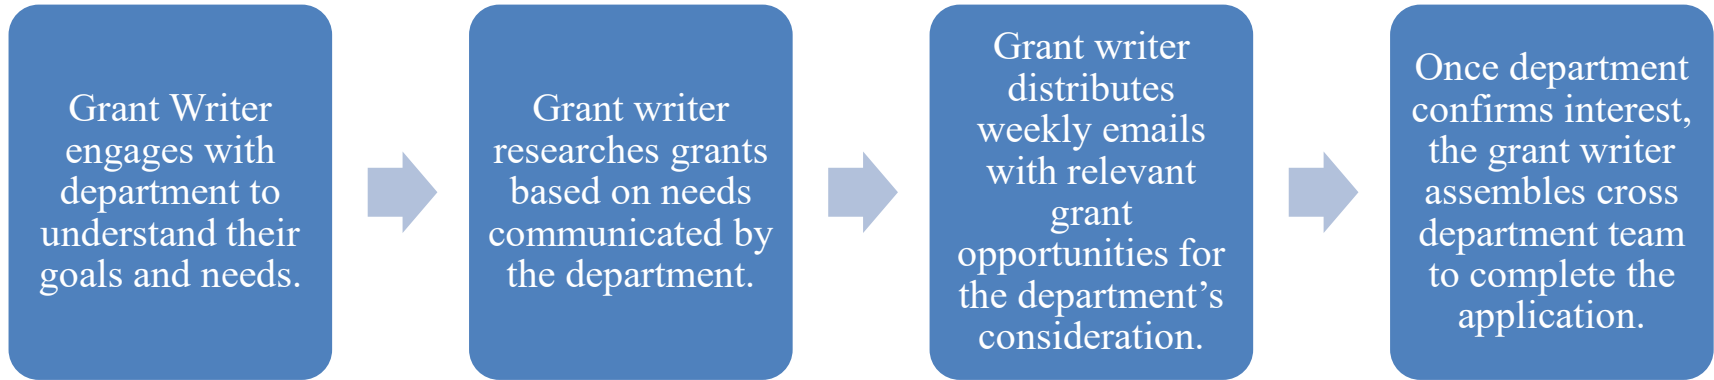 Grant Writer
engages with
department to
understand their
goals and needs.
Grant writer
researches grants
based on needs
communicated by
the department.
Grant writer
distributes
weekly emails
with relevant
grant
opportunities for
the department’s
consideration.
Once department
confirms interest,
the grant writer
assembles cross
department team
to complete the
application.